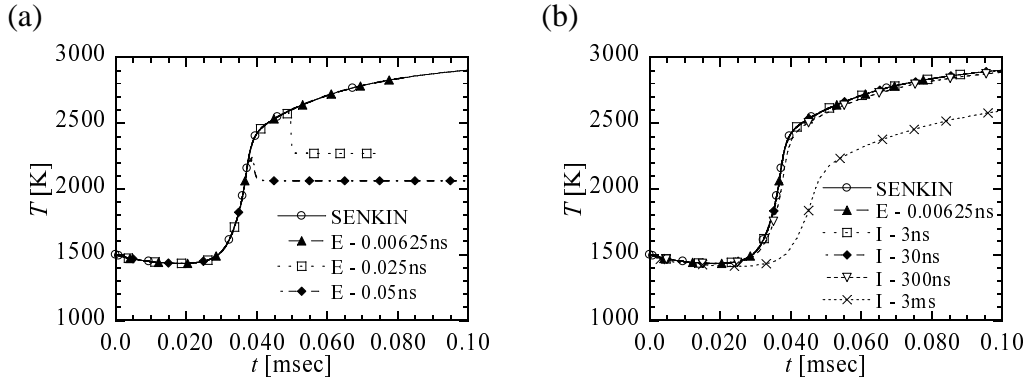 (a)
3000
2500
2000
1500
1000
T [K]
SENKIN
E - 0.00625ns
E - 0.025ns
E - 0.05ns
0.0 0.020 0.040 0.060 0.080 0.10
t [msec]
(b)
3000
2500
2000
1500
1000
T [K]
SENKIN
E - 0.00625ns
I - 3ns
I - 30ns
I - 300ns
I - 3ms
0.0 0.020 0.040 0.060 0.080 0.10
t [msec]